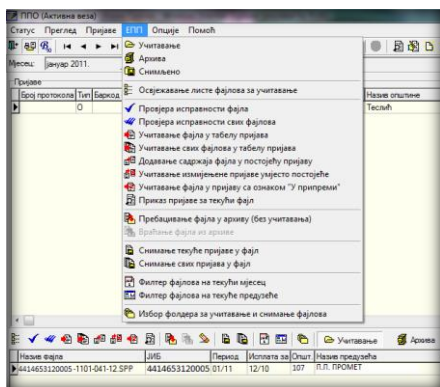 ППО (Активна веза)
Статус Преглед Пријаве ЕПП Опције Помоћ
Мјесец: јануар 2011.
Пријаве
Број протокола Тип Баркод
Назив општине
О
Теслић
Учитавање
Архива
Снимљено
Освјежавање листе фајлова за учитавање
Провјера исправности фајла
Провјера исправности свих фајлова
Учитавање фајла у табелу пријава
Учитавање свих фајлова у табелу пријава
Додавање садржаја фајла у постојећу пријаву
Учитавање измијењене пријаве умјесто постојеће
Учитавање фајла у пријаву са ознаком "У припреми"
Приказ пријаве за текући фајл
Пребацивање фајла у архиву (без учитавања)
Враћање фајла из архиве
Снимање текуће пријаве у фајл
Снимање свих пријава у фајл
Филтер фајлова на текући мјесец
Филтер фајлова на текуће предузеће
Избор фолдера за учитавање и снимање фајлова
Учитавање Архива
Назив фајла ЈИБ Период Исплата за Општ. Назив предузећа
4414653120005-1101-041-12.SPP 4414653120005 01/11 12/10 107 П.П. ПРОМЕТ